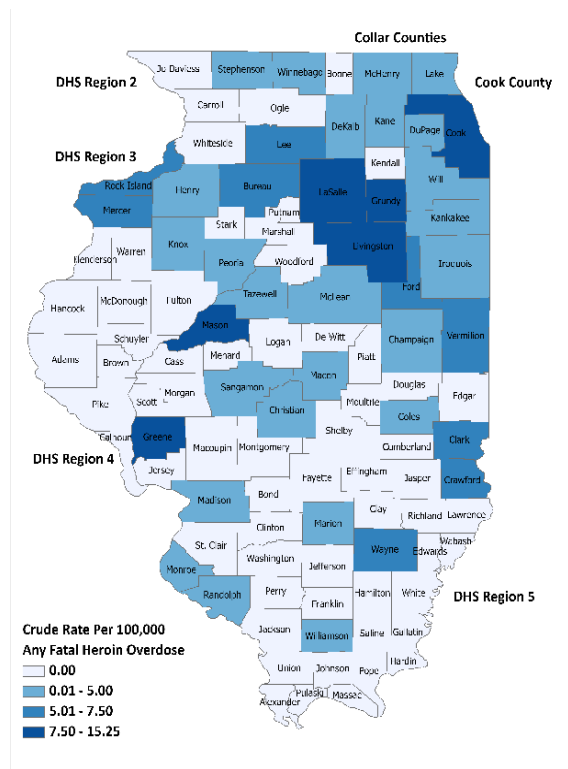 Collar Counties
DHS Region 2
Cook County
Jo Daviess
Stephenson
Winnebago
Boone
McHenry
Lake
Carroll
Ogle
DeKalb
Kane
DuPage
Cook
Whiteside
Lee
DHS Region 3
Kendall
Will
Rock Island
Henry
Bureau
LaSalle
Grundy
Mercer
Putnam
Kankakee
Stark
Marshall
Livingston
Knox
Warren
Henderson
Peoria
Woodford
Iroquois
Ford
Hancock
McDonough
Fulton
Tazewell
McLean
Mason
Schuyler
Logan
De Witt
Champaign
Vermilion
Adams
Brown
Cass
Menard
Piatt
Macon
Douglas
Edgar
Pike
Scott
Morgan
Sangamon
Christian
Moultrie
Coles
Calhoun
Greene
Shelby
Clark
Macoupin
Montgomery
Cumberland
DHS Region 4
Jersey
Fayette
Effingham
Jasper
Crawford
Madison
Bond
Clay
Richland
Lawrence
Marion
Clinton
St. Clair
Wayne
Edwards
Wabash
Washington
Jefferson
Monroe
Randolph
Perry
Hamilton
White
DHS Region 5
Franklin
Jackson
Williamson
Saline
Gallatin
Union
Johnson
Pope
Hardin
Alexander
Pulaski
Massac
Crude Rate Per 100,000
Any Fatal Heroin Overdose
0.00
0.01 - 5.00
5.01 - 7.50
7.50 - 15.25